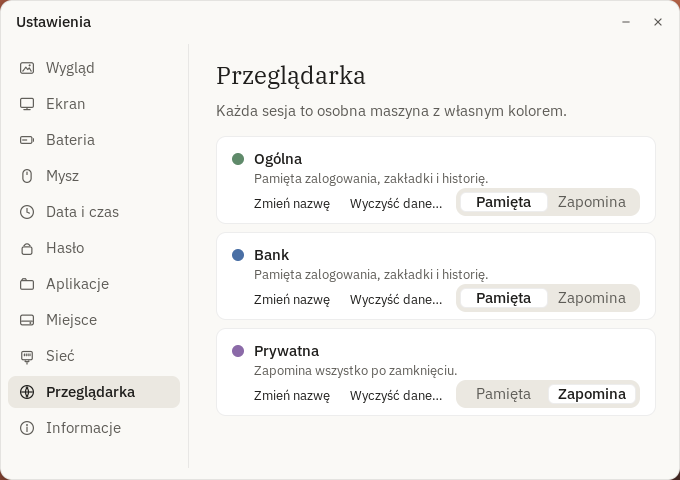 Ustawienia
Wygląd
Ekran
Bateria
Mysz
Data i czas
Hasło
Aplikacje
Miejsce
Sieć
Przeglądarka
Informacje
Przeglądarka
Każda sesja to osobna maszyna z własnym kolorem.
Ogólna
Pamięta zalogowania, zakładki i historię.
Zmień nazwę Wyczyść dane... Pamięta Zapomina
Bank
Pamięta zalogowania, zakładki i historię.
Zmień nazwę Wyczyść dane... Pamięta Zapomina
Prywatna
Zapomina wszystko po zamknięciu.
Zmień nazwę Wyczyść dane... Pamięta Zapomina